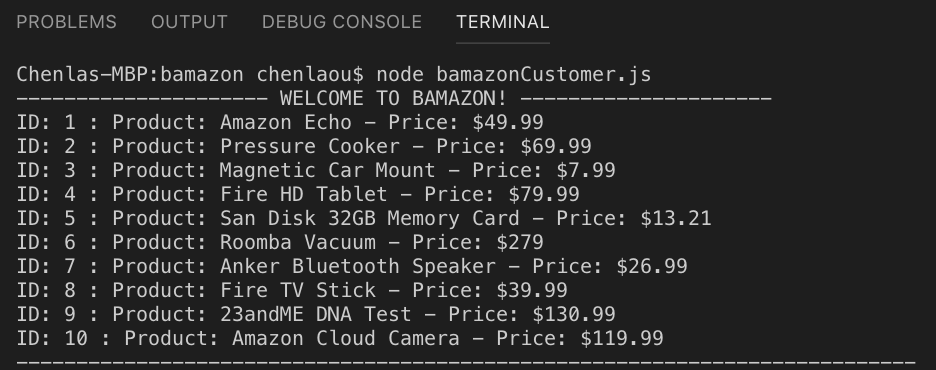 PROBLEMS OUTPUT DEBUG CONSOLE TERMINAL
Chenlas-MBP:bamazon chenlaou$ node bamazonCustomer.js
--------------------- WELCOME TO BAMAZON! ---------------------
ID: 1 : Product: Amazon Echo - Price: $49.99
ID: 2 : Product: Pressure Cooker - Price: $69.99
ID: 3 : Product: Magnetic Car Mount - Price: $7.99
ID: 4 : Product: Fire HD Tablet - Price: $79.99
ID: 5 : Product: San Disk 32GB Memory Card - Price: $13.21
ID: 6 : Product: Roomba Vacuum - Price: $279
ID: 7 : Product: Anker Bluetooth Speaker - Price: $26.99
ID: 8 : Product: Fire TV Stick - Price: $39.99
ID: 9 : Product: 23andME DNA Test - Price: $130.99
ID: 10 : Product: Amazon Cloud Camera - Price: $119.99
---------------------------------------------------------------------------